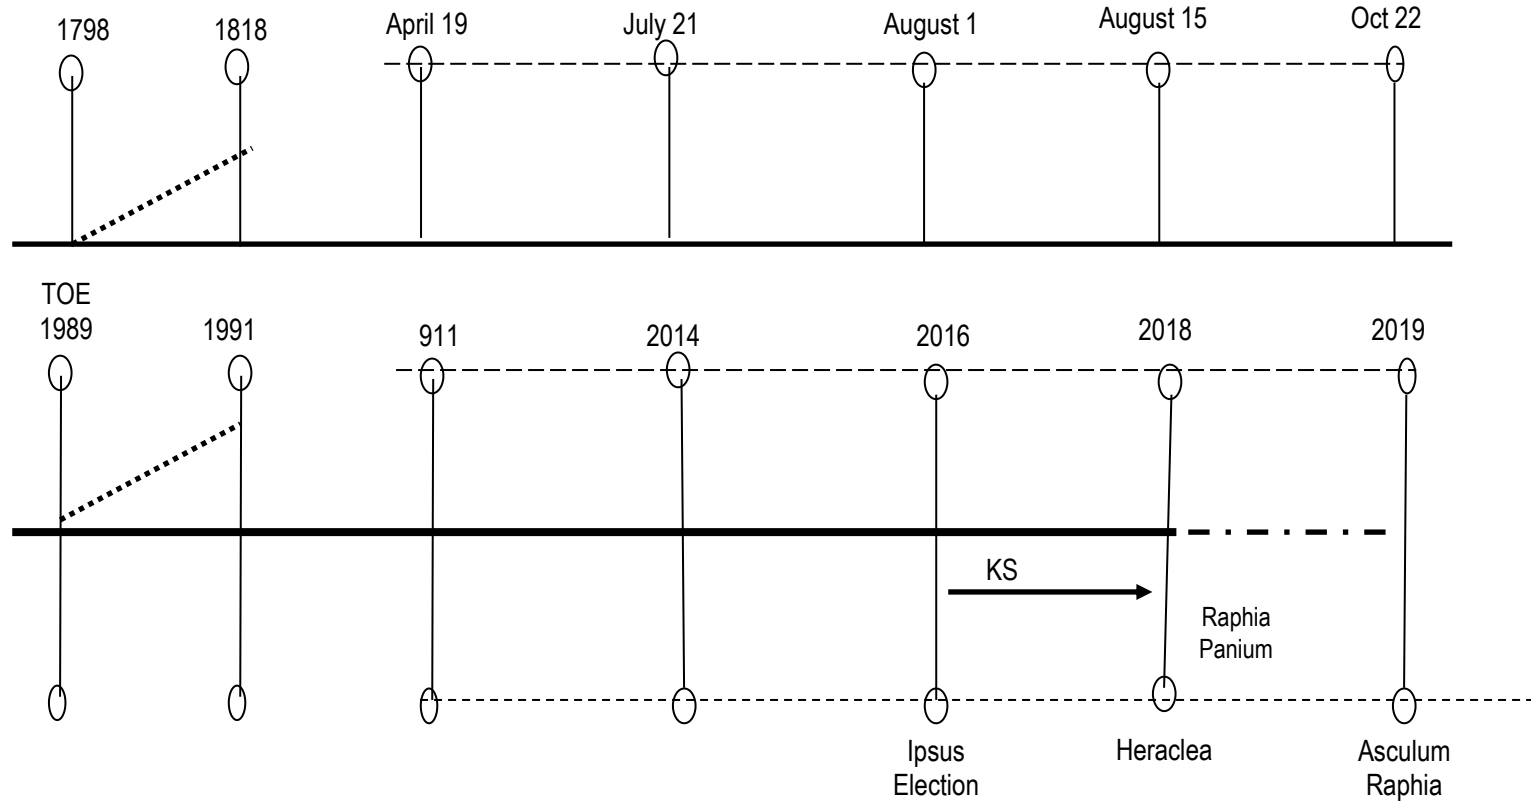 1798
1818
April 19
July 21
August 1
August 15
Oct 22
TOE
1989
1991
911
2014
2016
2018
2019
KS
Raphia
Panium
Ipsus
Election
Heraclea
Asculum
Raphia